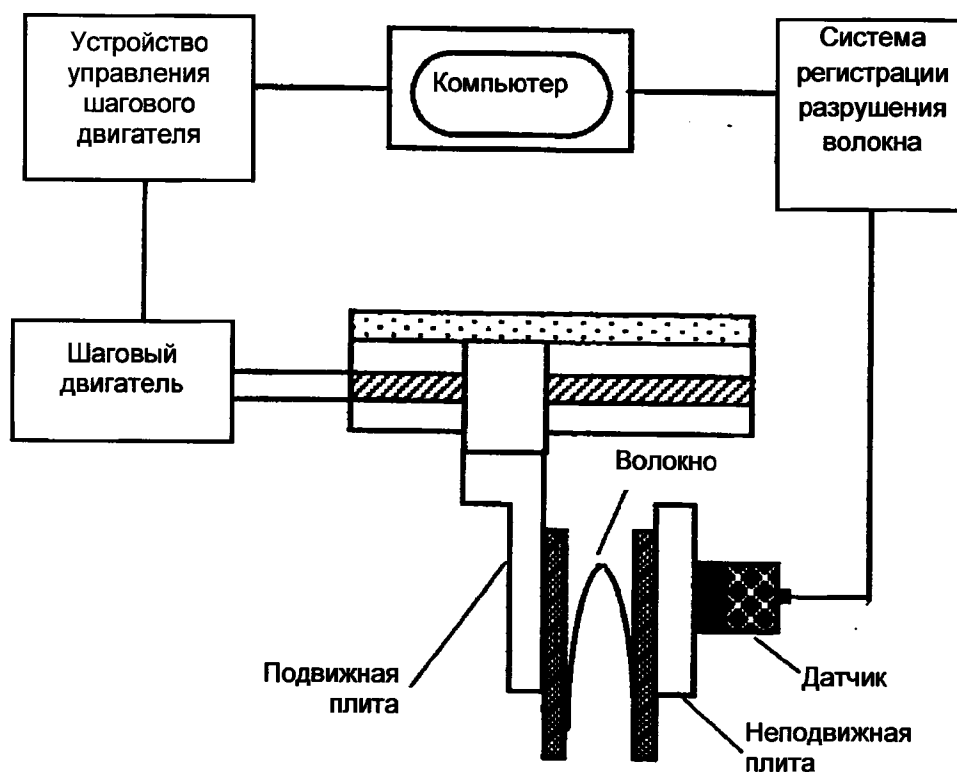 Устройство
управления
шагового
двигателя
Компьютер
Система
регистрации
разрушения
волокна
Шаговый
двигатель
Волокно
Подвижная
плита
Датчик
Неподвижная
плита